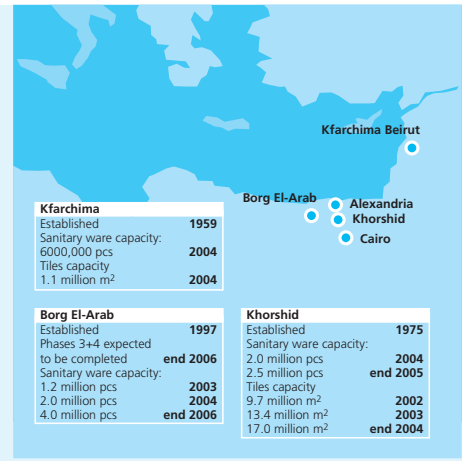 Kfarchima Beirut
Borg El-Arab
Alexandria
Khorshid
Cairo
Kfarchima
Established 1959
Sanitary ware capacity:
6000,000 pcs 2004
Tiles capacity
1.1 million m2 2004
Borg El-Arab
Established 1997
Phases 3+4 expected
to be completed end 2006
Sanitary ware capacity:
1.2 million pcs 2003
2.0 million pcs 2004
4.0 million pcs end 2006
Khorshid
Established 1975
Sanitary ware capacity:
2.0 million pcs 2004
2.5 million pcs end 2005
Tiles capacity
9.7 million m2 2002
13.4 million m2 2003
17.0 million m2 end 2004